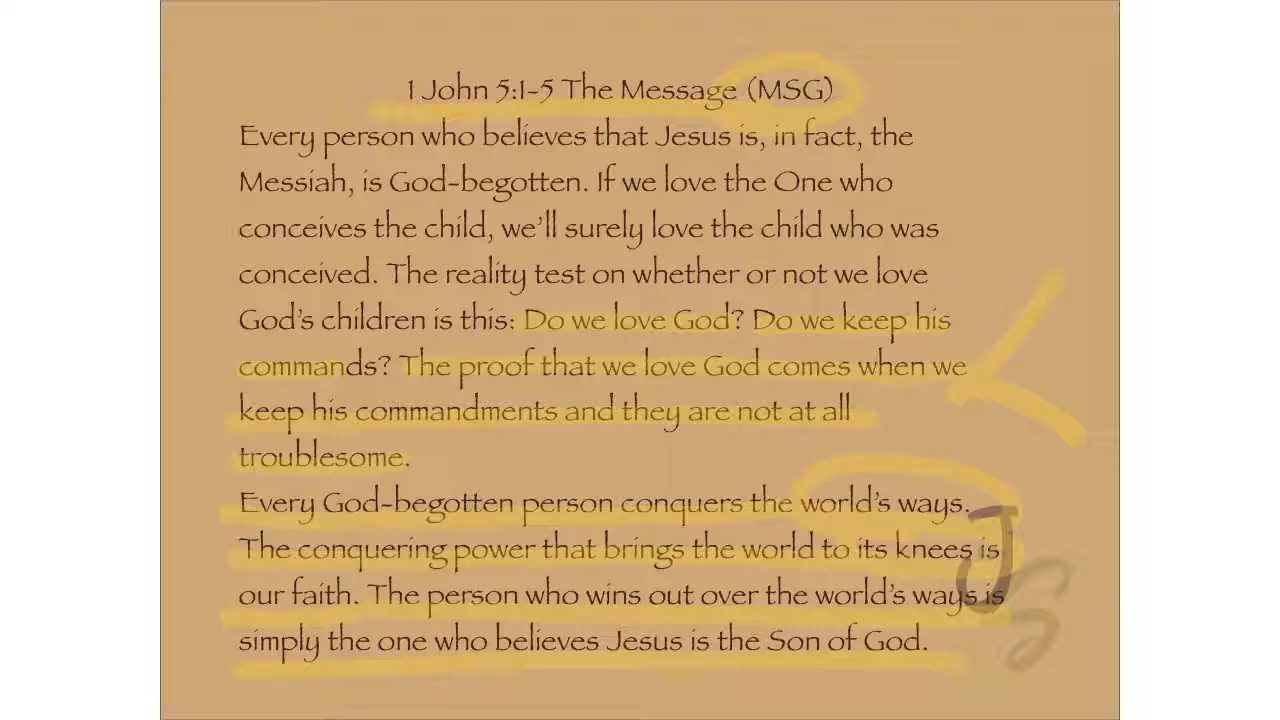 1 John 5:1-5 The Message (MSG)
Every person who believes that Jesus is, in fact, the
Messiah, is God-begotten. If we love the One who
conceives the child, we'll surely love the child who was
conceived. The reality test on whether or not we love
God's children is this: Do we love God? Do we keep his
commands? The proof that we love God comes when we
keep his commandments and they are not at all
troublesome.
Every God-begotten person conquers the world's ways.
The conquering power that brings the world to its knees is
our faith. The person who wins out over the world's ways is
simply the one who believes Jesus is the Son of God.